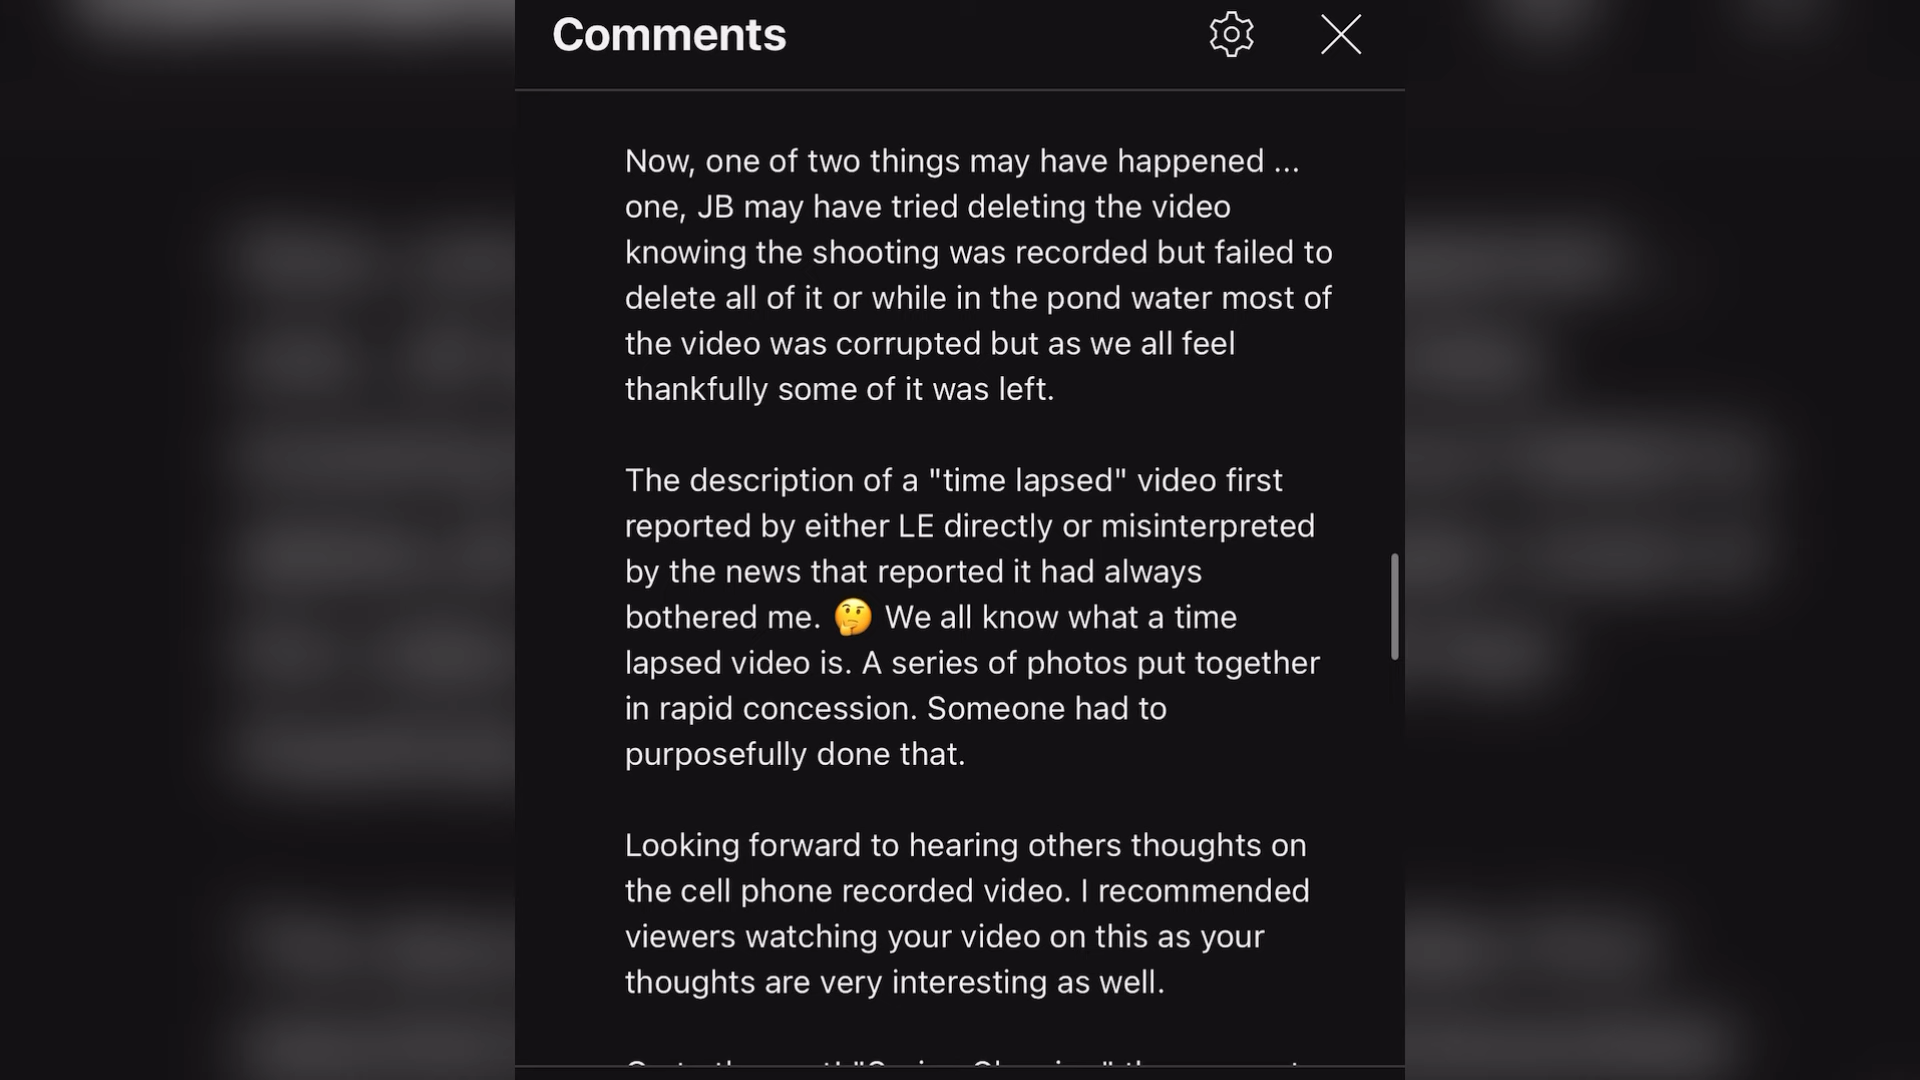 Comments
Now, one of two things may have happened ...
one, JB may have tried deleting the video
knowing the shooting was recorded but failed to
delete all of it or while in the pond water most of
the video was corrupted but as we all feel
thankfully some of it was left.
The description of a "time lapsed" video first
reported by either LE directly or misinterpreted
by the news that reported it had always
bothered me. 🤔 We all know what a time
lapsed video is. A series of photos put together
in rapid concession. Someone had to
purposefully done that.
Looking forward to hearing others thoughts on
the cell phone recorded video. I recommended
viewers watching your video on this as your
thoughts are very interesting as well.